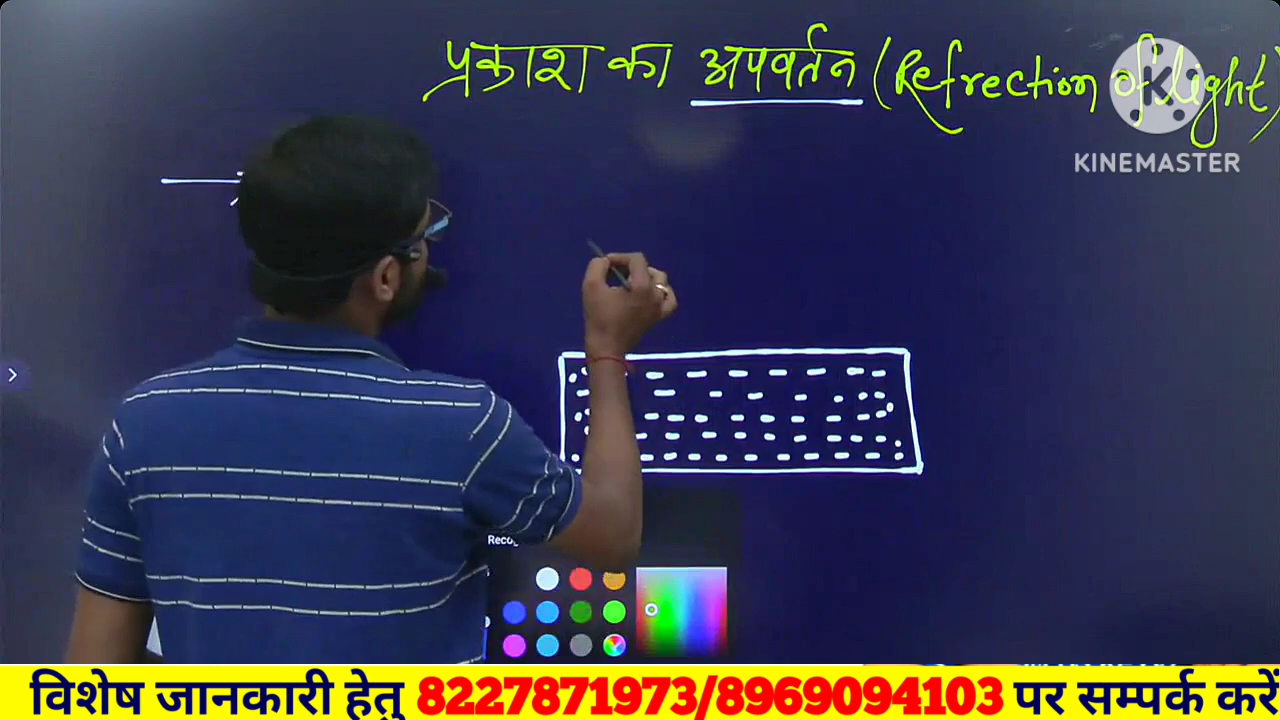 प्रकाश का अपवर्तन (Refrection of light)
KINEMASTER
विशेष जानकारी हेतु 8227871973/8969094103 पर सम्पर्क करें